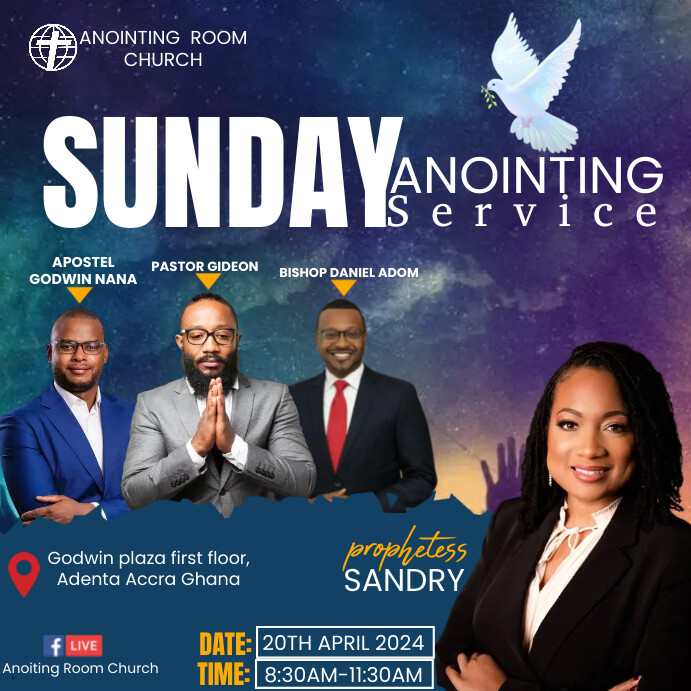 ANOINTING ROOM
CHURCH
SUNDAY
ANOINTING
Service
APOSTEL
GODWIN NANA
PASTOR GIDEON
BISHOP DANIEL ADOM
prophetess
SANDRY
Godwin plaza first floor,
Adenta Accra Ghana
f LIVE
Anoiting Room Church
DATE: 20TH APRIL 2024
TIME: 8:30AM-11:30AM